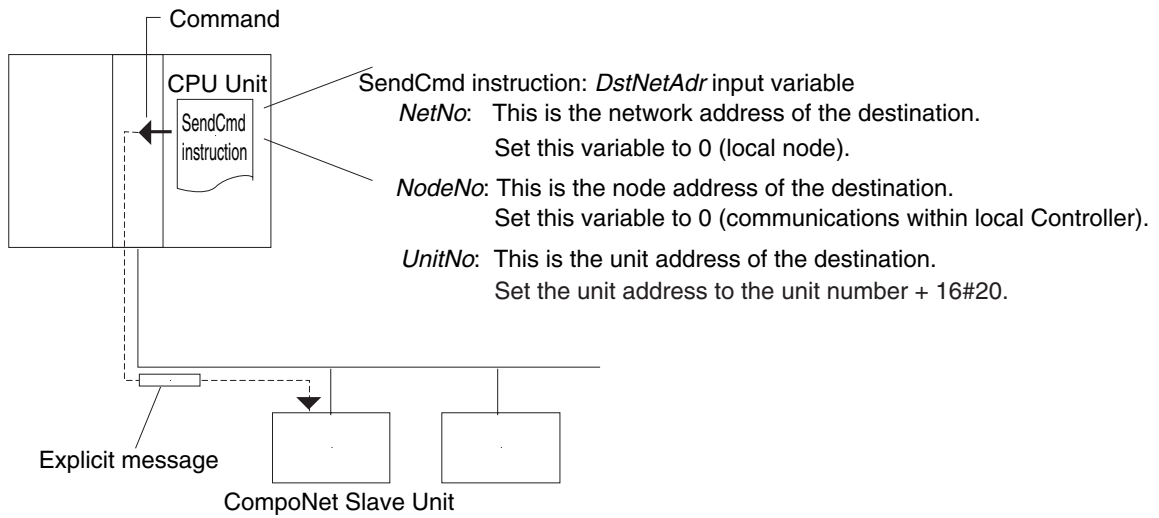 Command
CPU Unit
SendCmd
instruction
SendCmd instruction: DstNetAdr input variable
NetNo: This is the network address of the destination.
Set this variable to 0 (local node).
NodeNo: This is the node address of the destination.
Set this variable to 0 (communications within local Controller).
UnitNo: This is the unit address of the destination.
Set the unit address to the unit number + 16#20.
Explicit message
CompoNet Slave Unit